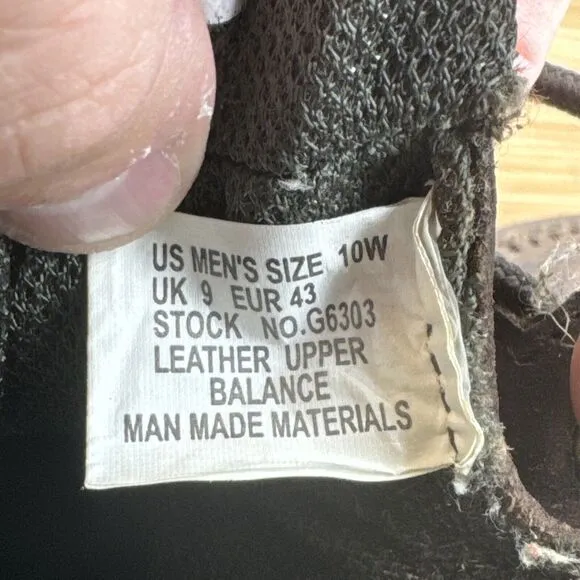 US MEN'S SIZE 10W
UK 9 EUR 43
STOCK NO.G6303
LEATHER UPPER
BALANCE
MAN MADE MATERIALS